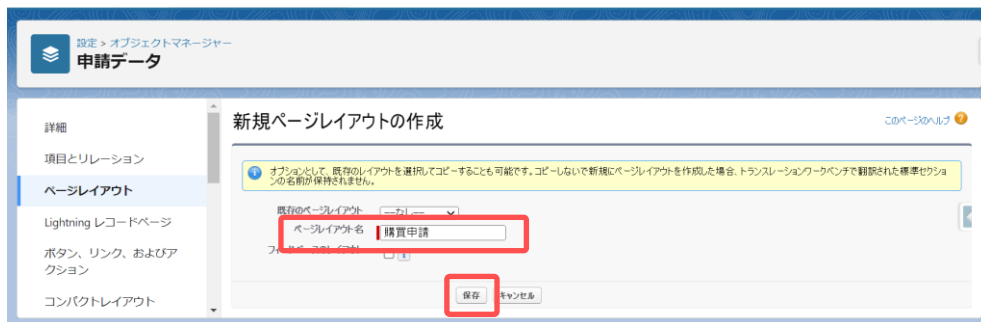 設定 > オブジェクトマネージャー
申請データ
詳細
項目とリレーション
ページレイアウト
Lightning レコードページ
ボタン、リンク、およびア
クション
コンパクトレイアウト
新規ページレイアウトの作成
このページのヘルプ
オプションとして、既存のレイアウトを選択してコピーすることも可能です。コピーしないで新規にページレイアウトを作成した場合、トランスレーションワークベンチで翻訳された標準セクショ
ンの名前が保持されません。
既存のページレイアウト --なし--
ページレイアウト名 購買申請
保存 キャンセル